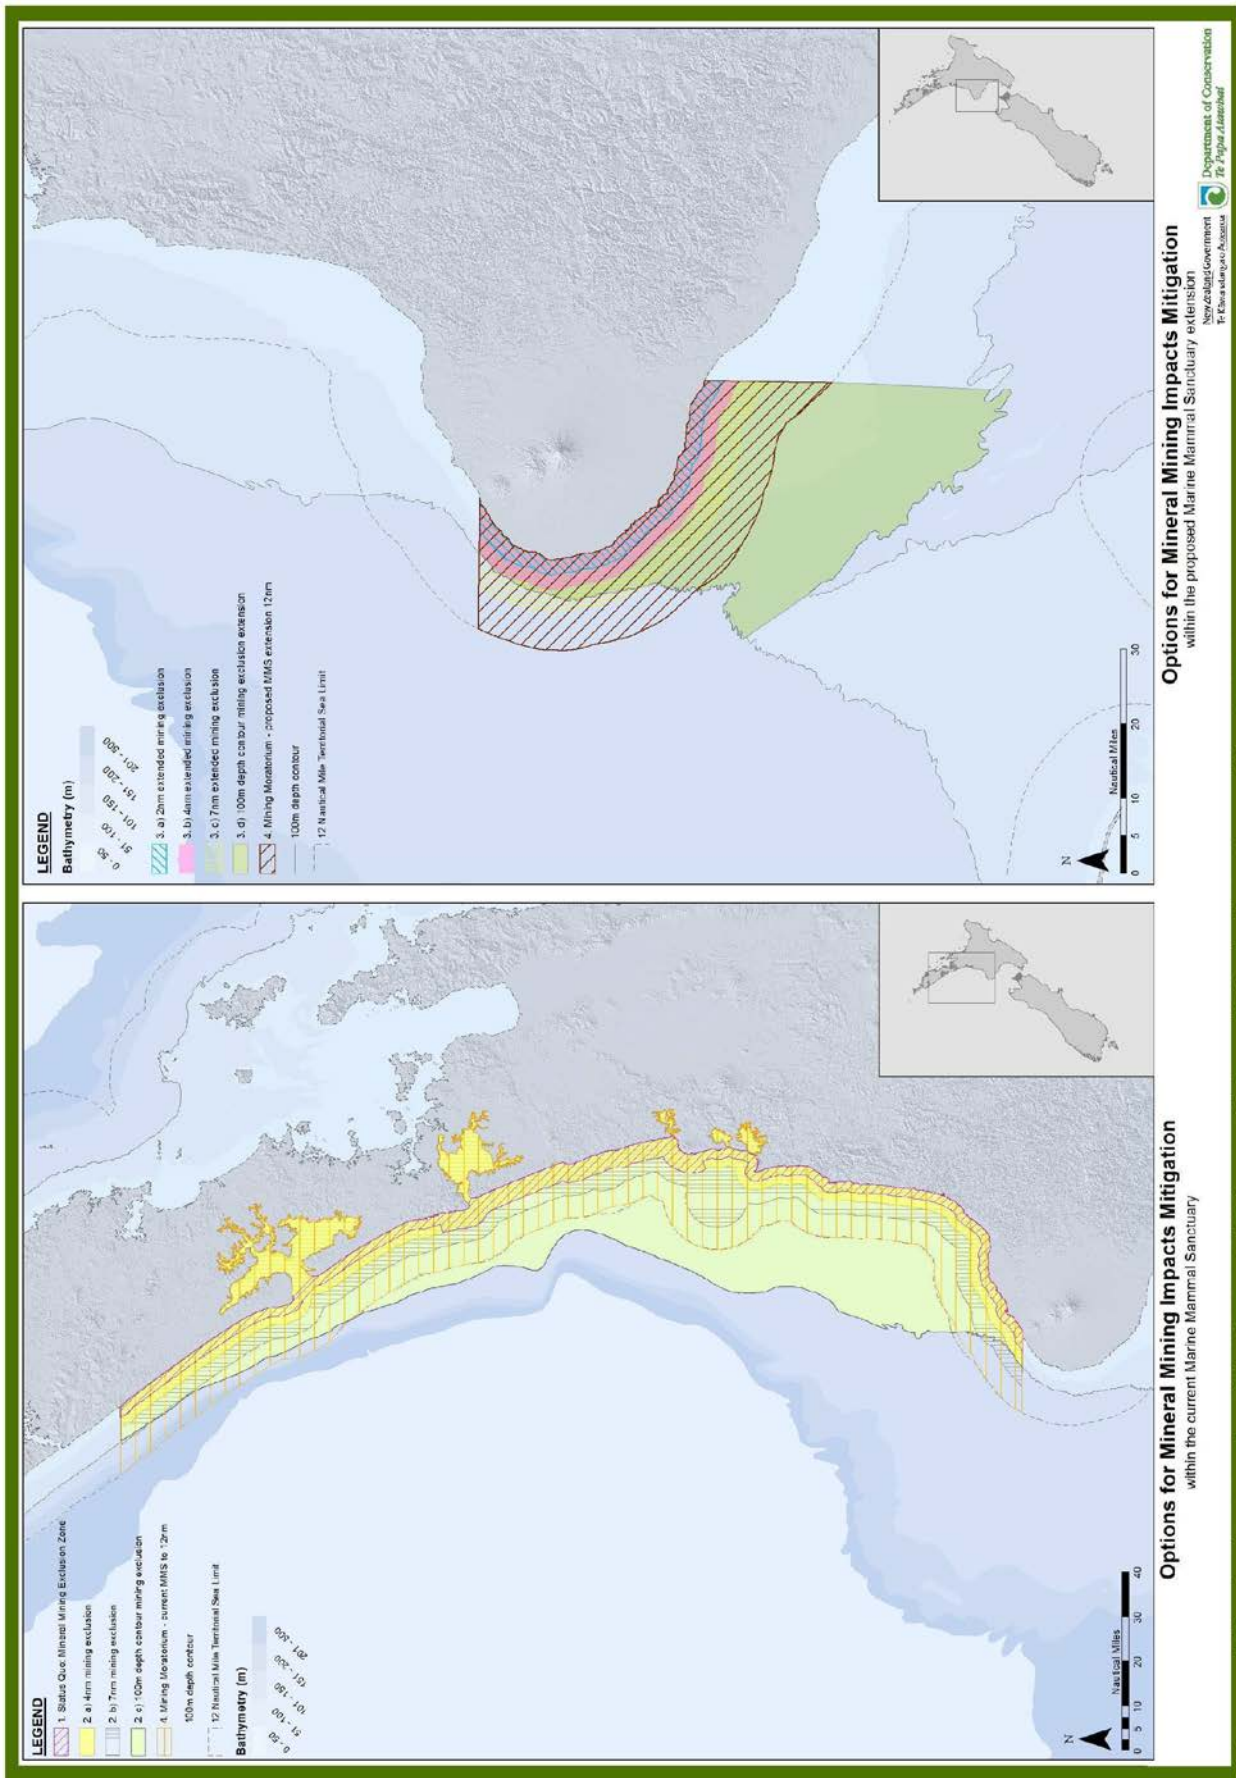 LEGEND
1. Status Quo: Mineral Mining Exclusion Zone
2. a) 4nm mining exclusion
2. b) 7nm mining exclusion
2. c) 100m depth contour mining exclusion
4. Mining Moratorium - current MMS to 12nm
100m depth contour
12 Nautical Mile Territorial Sea Limit
Bathymetry (m)
0 - 50
51 - 100
101 - 150
151 - 200
201 - 500
N
Nautical Miles
0 5 10 20 30 40
Options for Mineral Mining Impacts Mitigation
within the current Marine Mammal Sanctuary
LEGEND
Bathymetry (m)
0 - 50
51 - 100
101 - 150
151 - 200
201 - 500
3. a) 2nm extended mining exclusion
3. b) 4nm extended mining exclusion
3. c) 7nm extended mining exclusion
3. d) 100m depth contour mining exclusion extension
4. Mining Moratorium - proposed MMS extension 12nm
100m depth contour
12 Nautical Mile Territorial Sea Limit
N
Nautical Miles
0 5 10 20 30
Options for Mineral Mining Impacts Mitigation
within the proposed Marine Mammal Sanctuary extension
New Zealand Government
Department of Conservation
Te Papa Atawhai